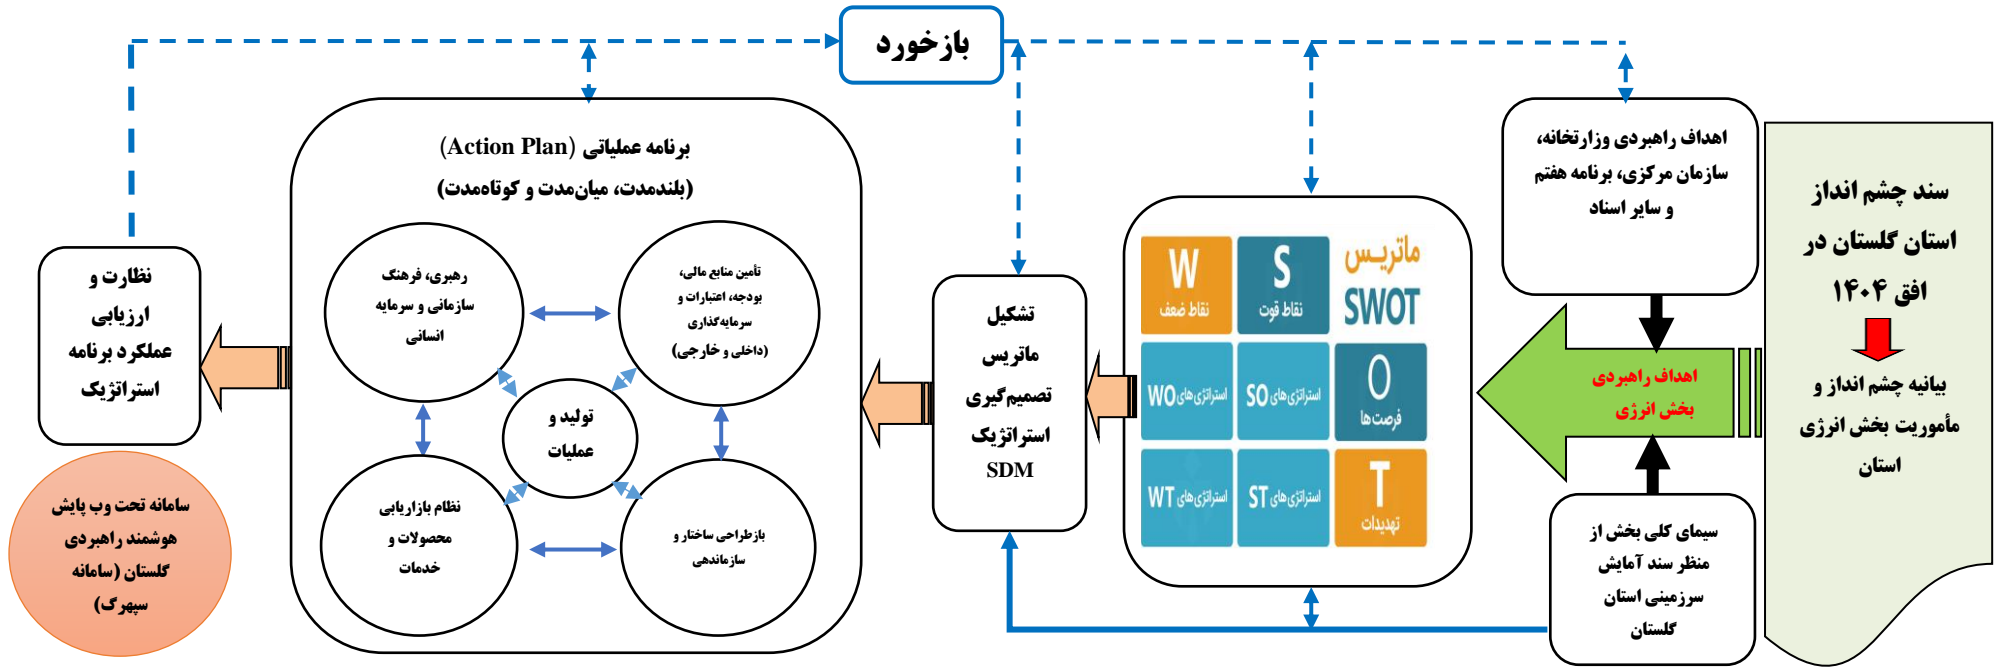 بازخورد
سند چشم انداز
استان گلستان در
افق ۱۴۰۴
بیانیه چشم انداز و
مأموریت بخش انرژی
استان
اهداف راهبردی وزارتخانه،
سازمان مرکزی، برنامه هفتم
و سایر اسناد
اهداف راهبردی
بخش انرژی
سیمای کلی بخش از
منظر سند آمایش
سرزمینی استان
گلستان
ماتریس
SWOT
S
نقاط قوت
W
نقاط ضعف
O
فرصت‌ها
استراتژی‌های SO
استراتژی‌های WO
T
تهدیدات
استراتژی‌های ST
استراتژی‌های WT
تشکیل
ماتریس
تصمیم‌گیری
استراتژیک
SDM
برنامه عملیاتی (Action Plan)
(بلندمدت، میان‌مدت و کوتاه‌مدت)
تأمین منابع مالی،
بودجه، اعتبارات و
سرمایه‌گذاری
(داخلی و خارجی)
رهبری، فرهنگ
سازمانی و سرمایه
انسانی
تولید و
عملیات
بازطراحی ساختار و
سازماندهی
نظام بازاریابی
محصولات و
خدمات
نظارت و
ارزیابی
عملکرد برنامه
استراتژیک
سامانه تحت وب پایش
هوشمند راهبردی
گلستان (سامانه
سپهرگ)